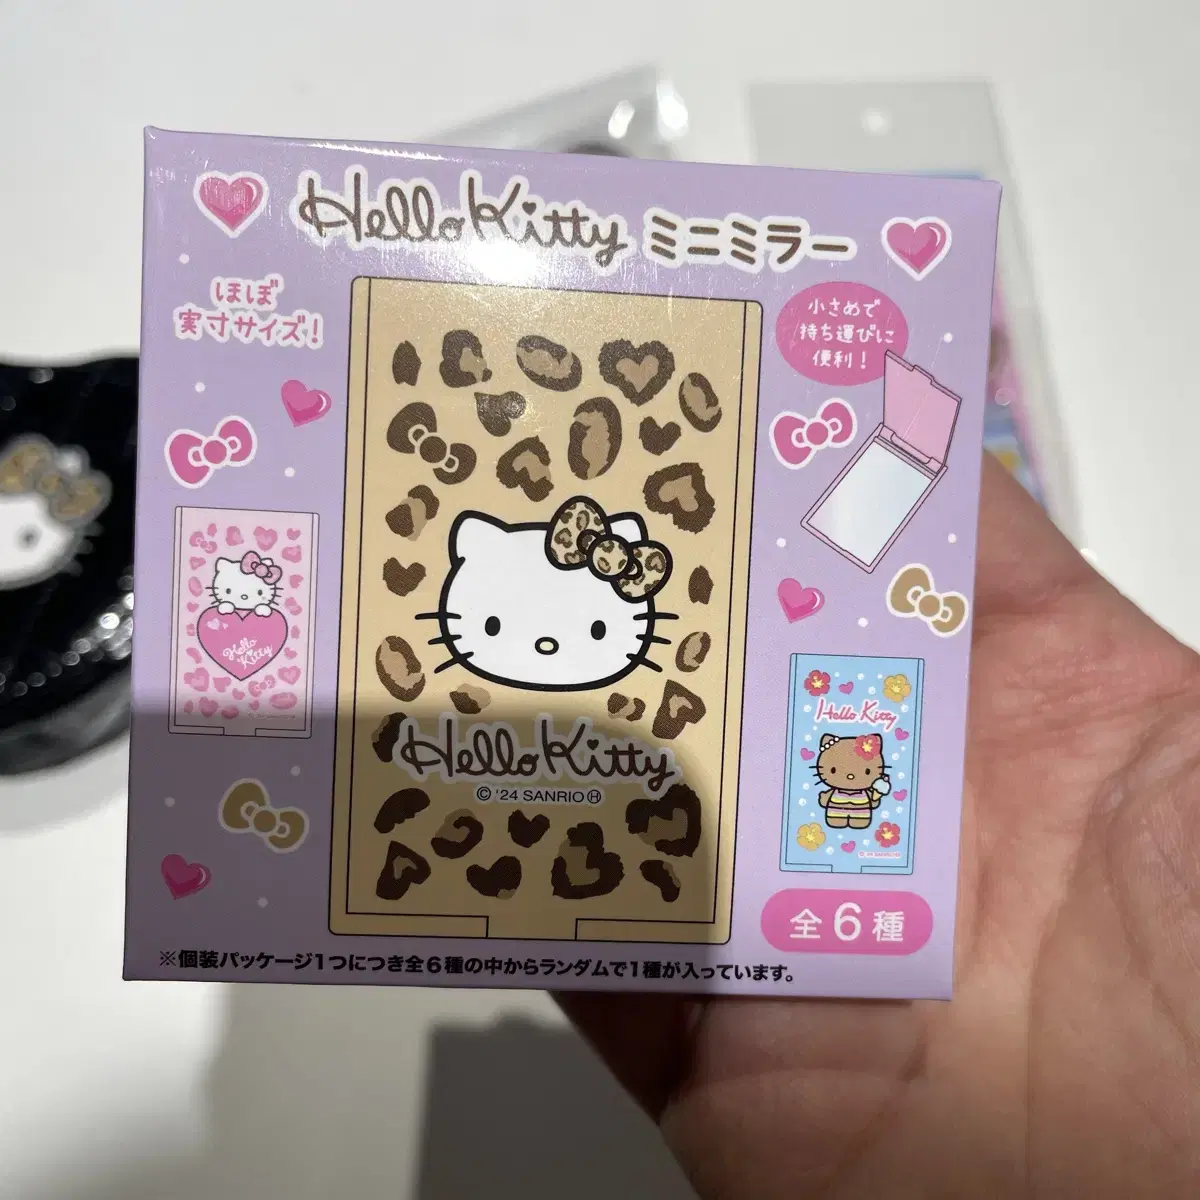 Hello Kitty ミニミラー
ほぼ
実寸サイズ!
小さめで
持ち運びに
便利!
Hello
Kitty
Hello Kitty
Hello Kitty
© '24 SANRIO Ⓗ
全6種
※個装パッケージ1つにつき全6種の中からランダムで1種が入っています。